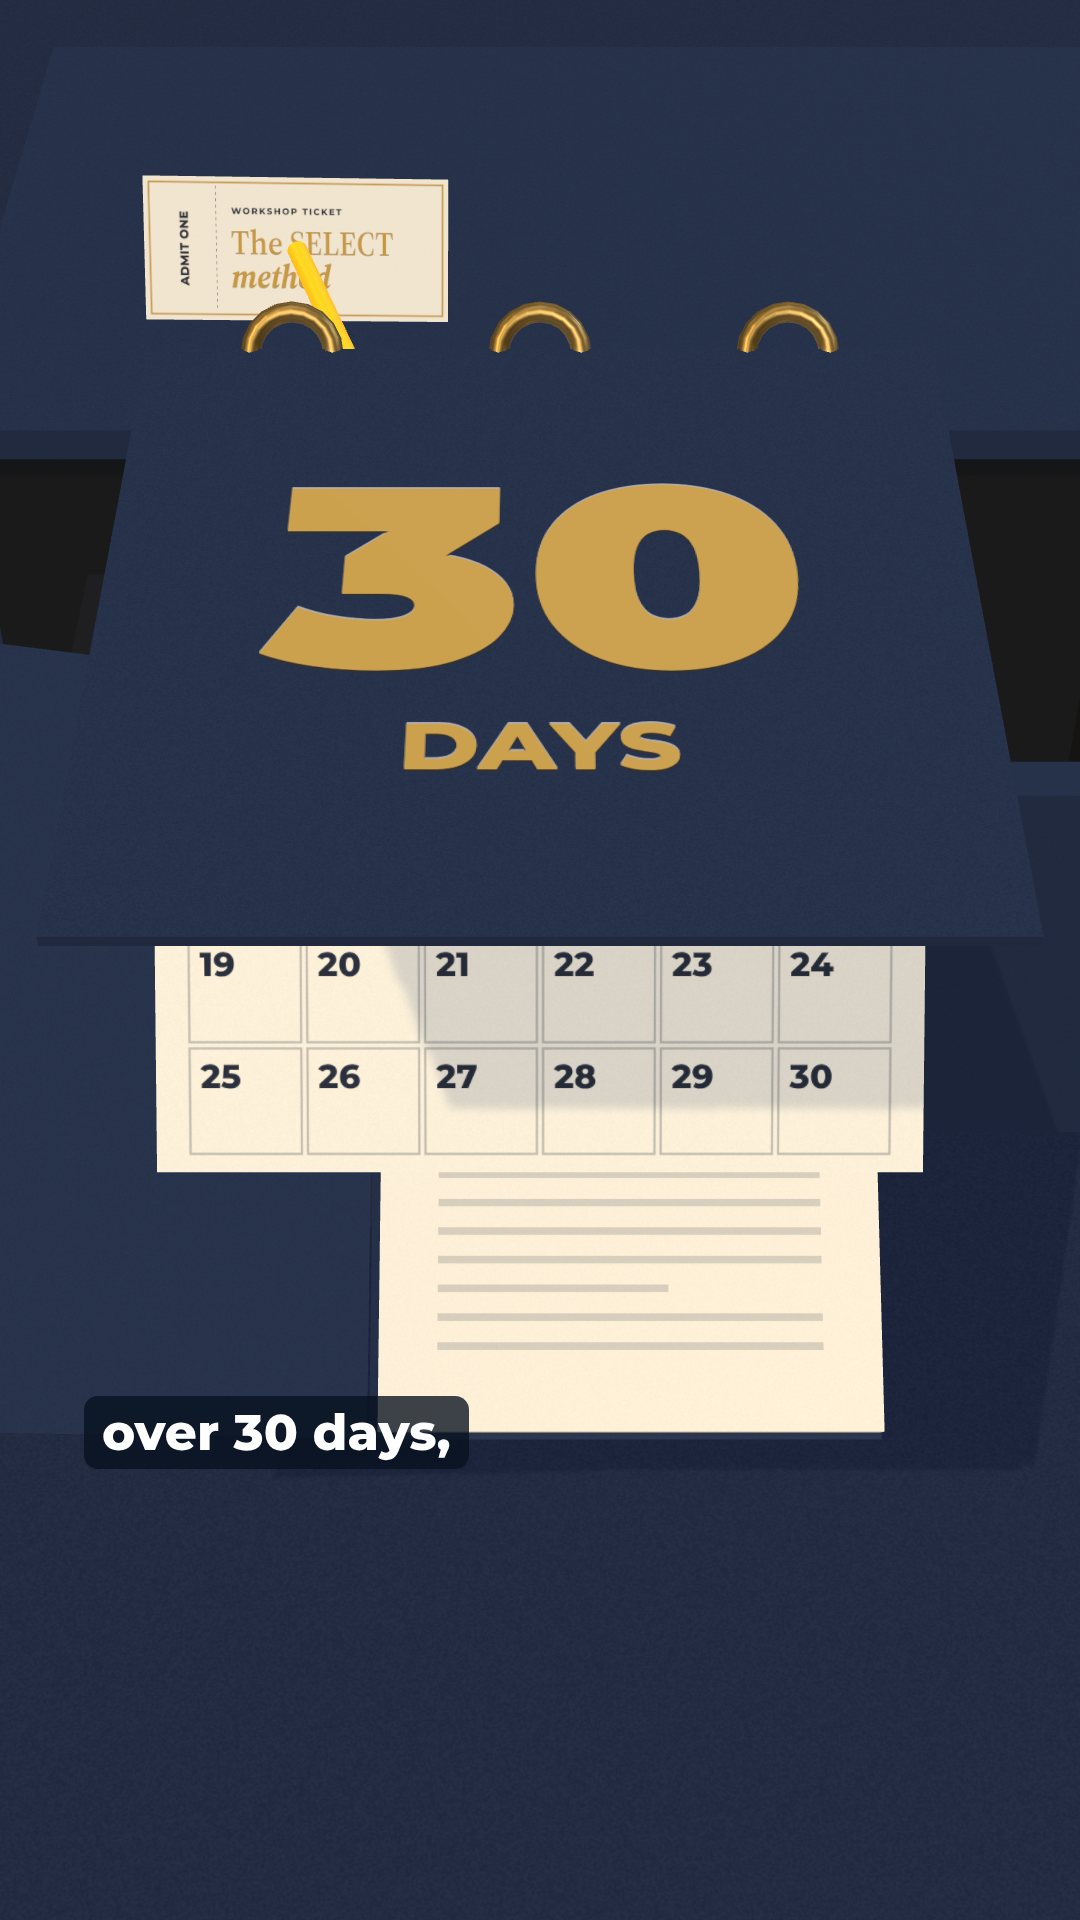 ADMIT ONE
WORKSHOP TICKET
The SELECT
method
30
DAYS
19 20 21 22 23 24
25 26 27 28 29 30
over 30 days,